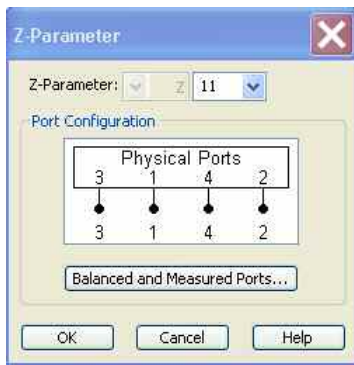 Z-Parameter
Z-Parameter: Z 11
Port Configuration
Physical Ports
3 1 4 2
3 1 4 2
Balanced and Measured Ports...
OK Cancel Help